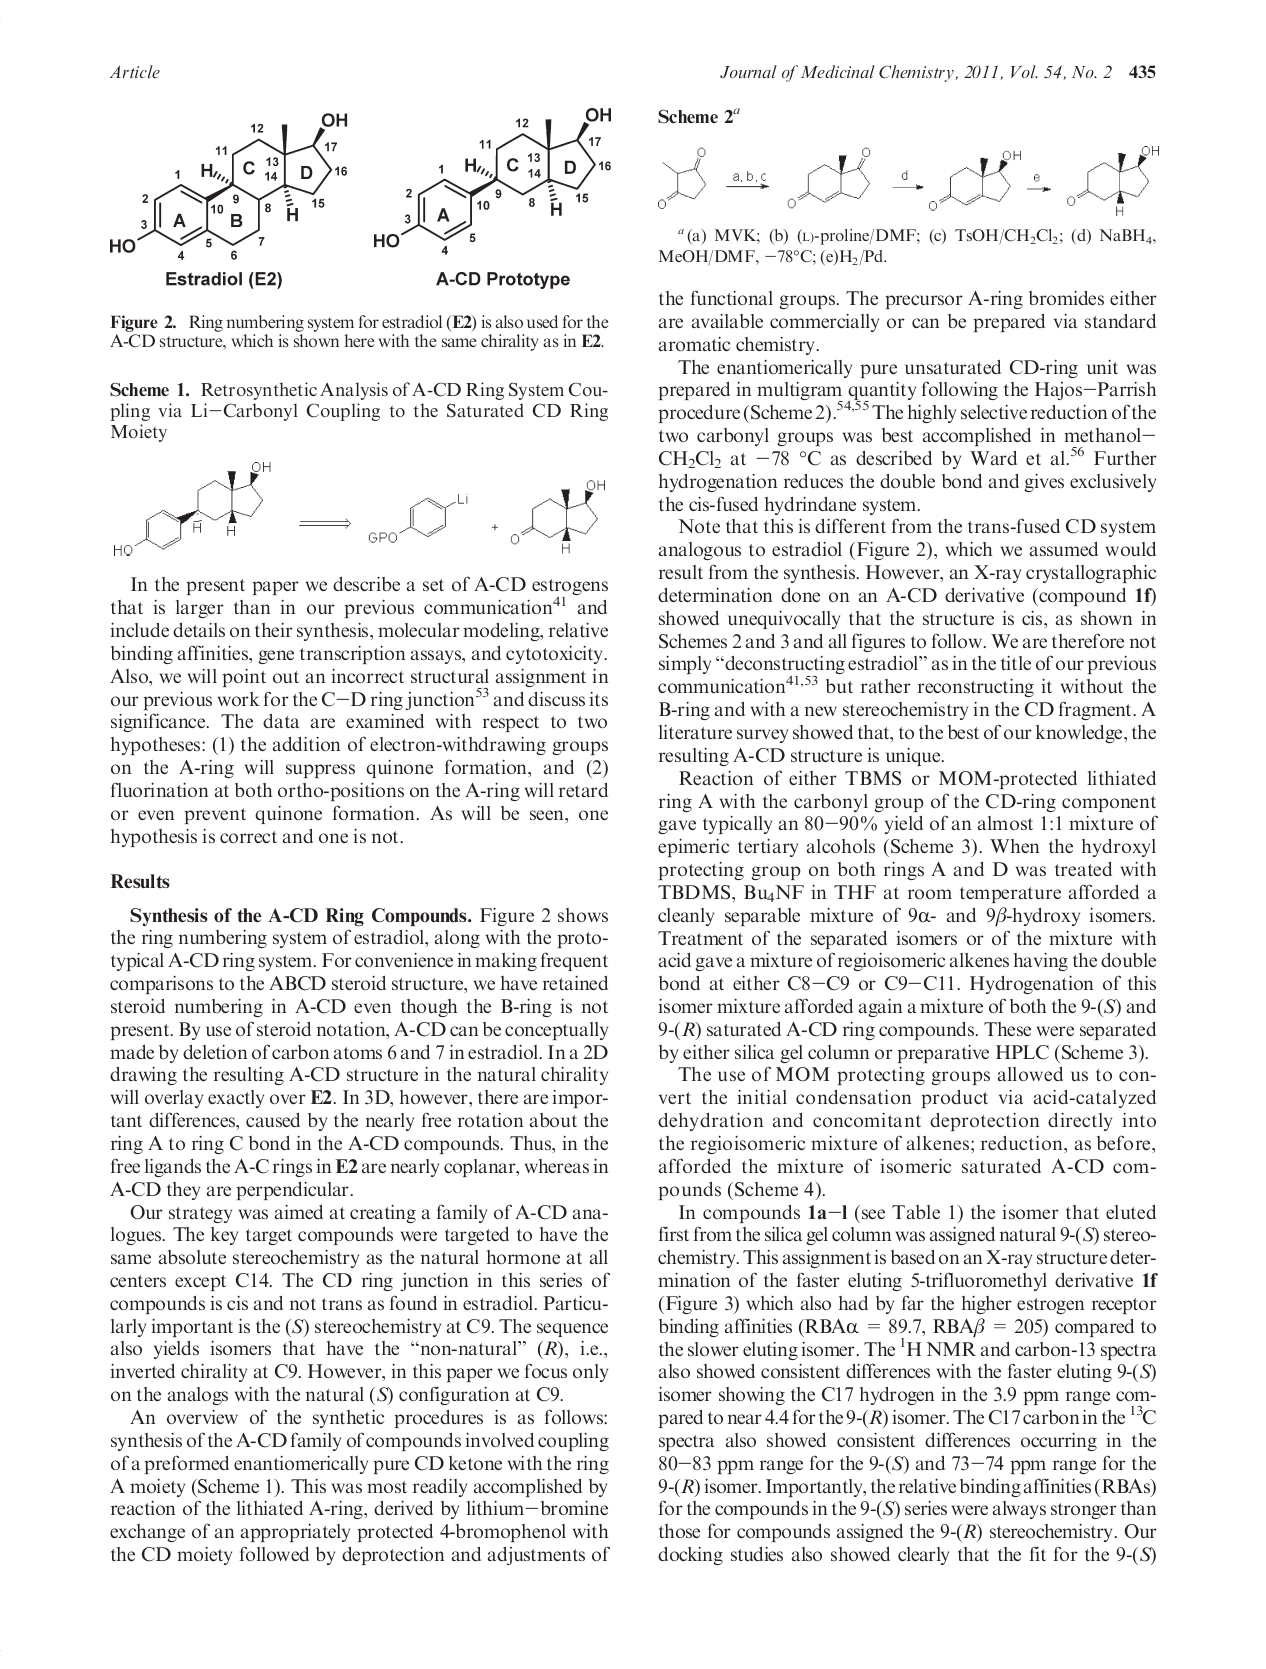 Article
Journal of Medicinal Chemistry, 2011, Vol. 54, No. 2 435
OH
12
11
17
H
C
13
14
D
16
1
2
9
10
8
15
H
3
A
B
HO
5
7
4
6
Estradiol (E2)
OH
12
11
17
1
H
C
13
14
D
16
2
9
10
8
15
H
3
A
HO
5
4
A-CD Prototype
Figure 2. Ring numbering system for estradiol (E2) is also used for the
A-CD structure, which is shown here with the same chirality as in E2.
Scheme 1. Retrosynthetic Analysis of A-CD Ring System Cou-
pling via Li−Carbonyl Coupling to the Saturated CD Ring
Moiety
OH
H
H
HO
Li
GPO
+
OH
O
H
In the present paper we describe a set of A-CD estrogens
that is larger than in our previous communication41 and
include details on their synthesis, molecular modeling, relative
binding affinities, gene transcription assays, and cytotoxicity.
Also, we will point out an incorrect structural assignment in
our previous work for the C−D ring junction53 and discuss its
significance. The data are examined with respect to two
hypotheses: (1) the addition of electron-withdrawing groups
on the A-ring will suppress quinone formation, and (2)
fluorination at both ortho-positions on the A-ring will retard
or even prevent quinone formation. As will be seen, one
hypothesis is correct and one is not.
Results
Synthesis of the A-CD Ring Compounds. Figure 2 shows
the ring numbering system of estradiol, along with the proto-
typical A-CD ring system. For convenience in making frequent
comparisons to the ABCD steroid structure, we have retained
steroid numbering in A-CD even though the B-ring is not
present. By use of steroid notation, A-CD can be conceptually
made by deletion of carbon atoms 6 and 7 in estradiol. In a 2D
drawing the resulting A-CD structure in the natural chirality
will overlay exactly over E2. In 3D, however, there are impor-
tant differences, caused by the nearly free rotation about the
ring A to ring C bond in the A-CD compounds. Thus, in the
free ligands the A-C rings in E2 are nearly coplanar, whereas in
A-CD they are perpendicular.
Our strategy was aimed at creating a family of A-CD ana-
logues. The key target compounds were targeted to have the
same absolute stereochemistry as the natural hormone at all
centers except C14. The CD ring junction in this series of
compounds is cis and not trans as found in estradiol. Particu-
larly important is the (S) stereochemistry at C9. The sequence
also yields isomers that have the “non-natural” (R), i.e.,
inverted chirality at C9. However, in this paper we focus only
on the analogs with the natural (S) configuration at C9.
An overview of the synthetic procedures is as follows:
synthesis of the A-CD family of compounds involved coupling
of a preformed enantiomerically pure CD ketone with the ring
A moiety (Scheme 1). This was most readily accomplished by
reaction of the lithiated A-ring, derived by lithium−bromine
exchange of an appropriately protected 4-bromophenol with
the CD moiety followed by deprotection and adjustments of
Scheme 2a
O
O
a, b, c
O
O
d
OH
O
e
OH
O
H
a (a) MVK; (b) (L)-proline/DMF; (c) TsOH/CH2Cl2; (d) NaBH4,
MeOH/DMF, −78°C; (e)H2/Pd.
the functional groups. The precursor A-ring bromides either
are available commercially or can be prepared via standard
aromatic chemistry.
The enantiomerically pure unsaturated CD-ring unit was
prepared in multigram quantity following the Hajos−Parrish
procedure (Scheme 2).54,55 The highly selective reduction of the
two carbonyl groups was best accomplished in methanol−
CH2Cl2 at −78 °C as described by Ward et al.56 Further
hydrogenation reduces the double bond and gives exclusively
the cis-fused hydrindane system.
Note that this is different from the trans-fused CD system
analogous to estradiol (Figure 2), which we assumed would
result from the synthesis. However, an X-ray crystallographic
determination done on an A-CD derivative (compound 1f)
showed unequivocally that the structure is cis, as shown in
Schemes 2 and 3 and all figures to follow. We are therefore not
simply “deconstructing estradiol” as in the title of our previous
communication41,53 but rather reconstructing it without the
B-ring and with a new stereochemistry in the CD fragment. A
literature survey showed that, to the best of our knowledge, the
resulting A-CD structure is unique.
Reaction of either TBMS or MOM-protected lithiated
ring A with the carbonyl group of the CD-ring component
gave typically an 80−90% yield of an almost 1:1 mixture of
epimeric tertiary alcohols (Scheme 3). When the hydroxyl
protecting group on both rings A and D was treated with
TBDMS, Bu4NF in THF at room temperature afforded a
cleanly separable mixture of 9α- and 9β-hydroxy isomers.
Treatment of the separated isomers or of the mixture with
acid gave a mixture of regioisomeric alkenes having the double
bond at either C8−C9 or C9−C11. Hydrogenation of this
isomer mixture afforded again a mixture of both the 9-(S) and
9-(R) saturated A-CD ring compounds. These were separated
by either silica gel column or preparative HPLC (Scheme 3).
The use of MOM protecting groups allowed us to con-
vert the initial condensation product via acid-catalyzed
dehydration and concomitant deprotection directly into
the regioisomeric mixture of alkenes; reduction, as before,
afforded the mixture of isomeric saturated A-CD com-
pounds (Scheme 4).
In compounds 1a−l (see Table 1) the isomer that eluted
first from the silica gel column was assigned natural 9-(S) stereo-
chemistry. This assignment is based on an X-ray structure deter-
mination of the faster eluting 5-trifluoromethyl derivative 1f
(Figure 3) which also had by far the higher estrogen receptor
binding affinities (RBAα = 89.7, RBAβ = 205) compared to
the slower eluting isomer. The 1H NMR and carbon-13 spectra
also showed consistent differences with the faster eluting 9-(S)
isomer showing the C17 hydrogen in the 3.9 ppm range com-
pared to near 4.4 for the 9-(R) isomer. The C17 carbon in the 13C
spectra also showed consistent differences occurring in the
80−83 ppm range for the 9-(S) and 73−74 ppm range for the
9-(R) isomer. Importantly, the relative binding affinities (RBAs)
for the compounds in the 9-(S) series were always stronger than
those for compounds assigned the 9-(R) stereochemistry. Our
docking studies also showed clearly that the fit for the 9-(S)